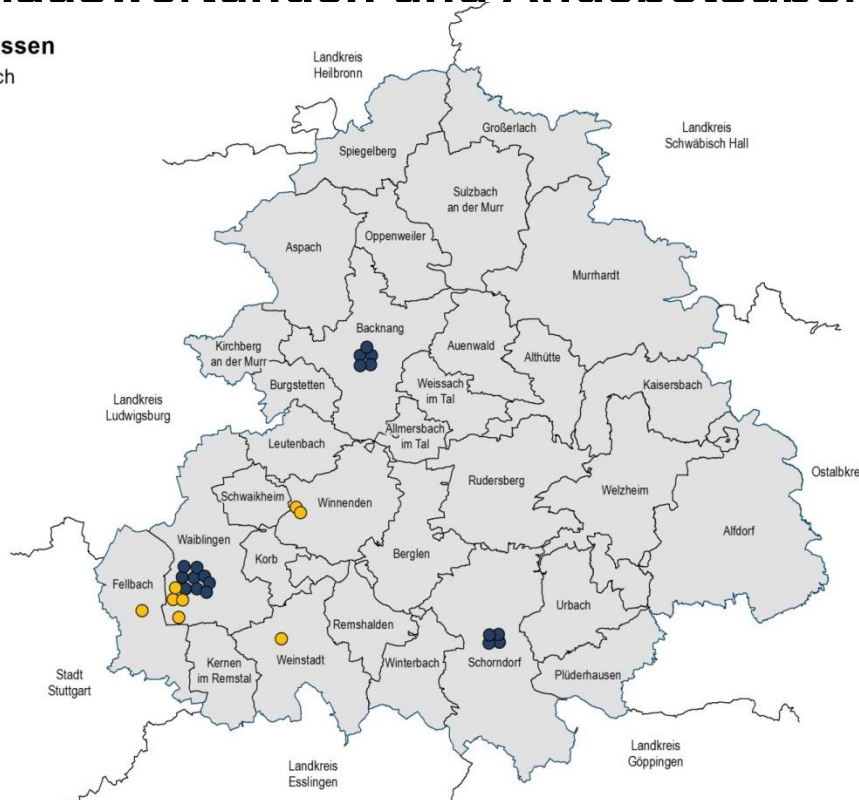 ssen
ch
Landkreis
Heilbronn
Großerlach
Landkreis
Schwäbisch Hall
Spiegelberg
Sulzbach
an der Murr
Oppenweiler
Aspach
Murrhardt
Backnang
Kirchberg
an der Murr
Auenwald
Althütte
Burgstetten
Weissach
im Tal
Kaisersbach
Landkreis
Ludwigsburg
Allmersbach
im Tal
Leutenbach
Ostalbkre
Rudersberg
Schwaikheim
Winnenden
Welzheim
Alfdorf
Waiblingen
Korb
Berglen
Fellbach
Urbach
Remshalden
Kernen
im Remstal
Weinstadt
Winterbach
Schorndorf
Plüderhausen
Stadt
Stuttgart
Landkreis
Göppingen
Landkreis
Esslingen